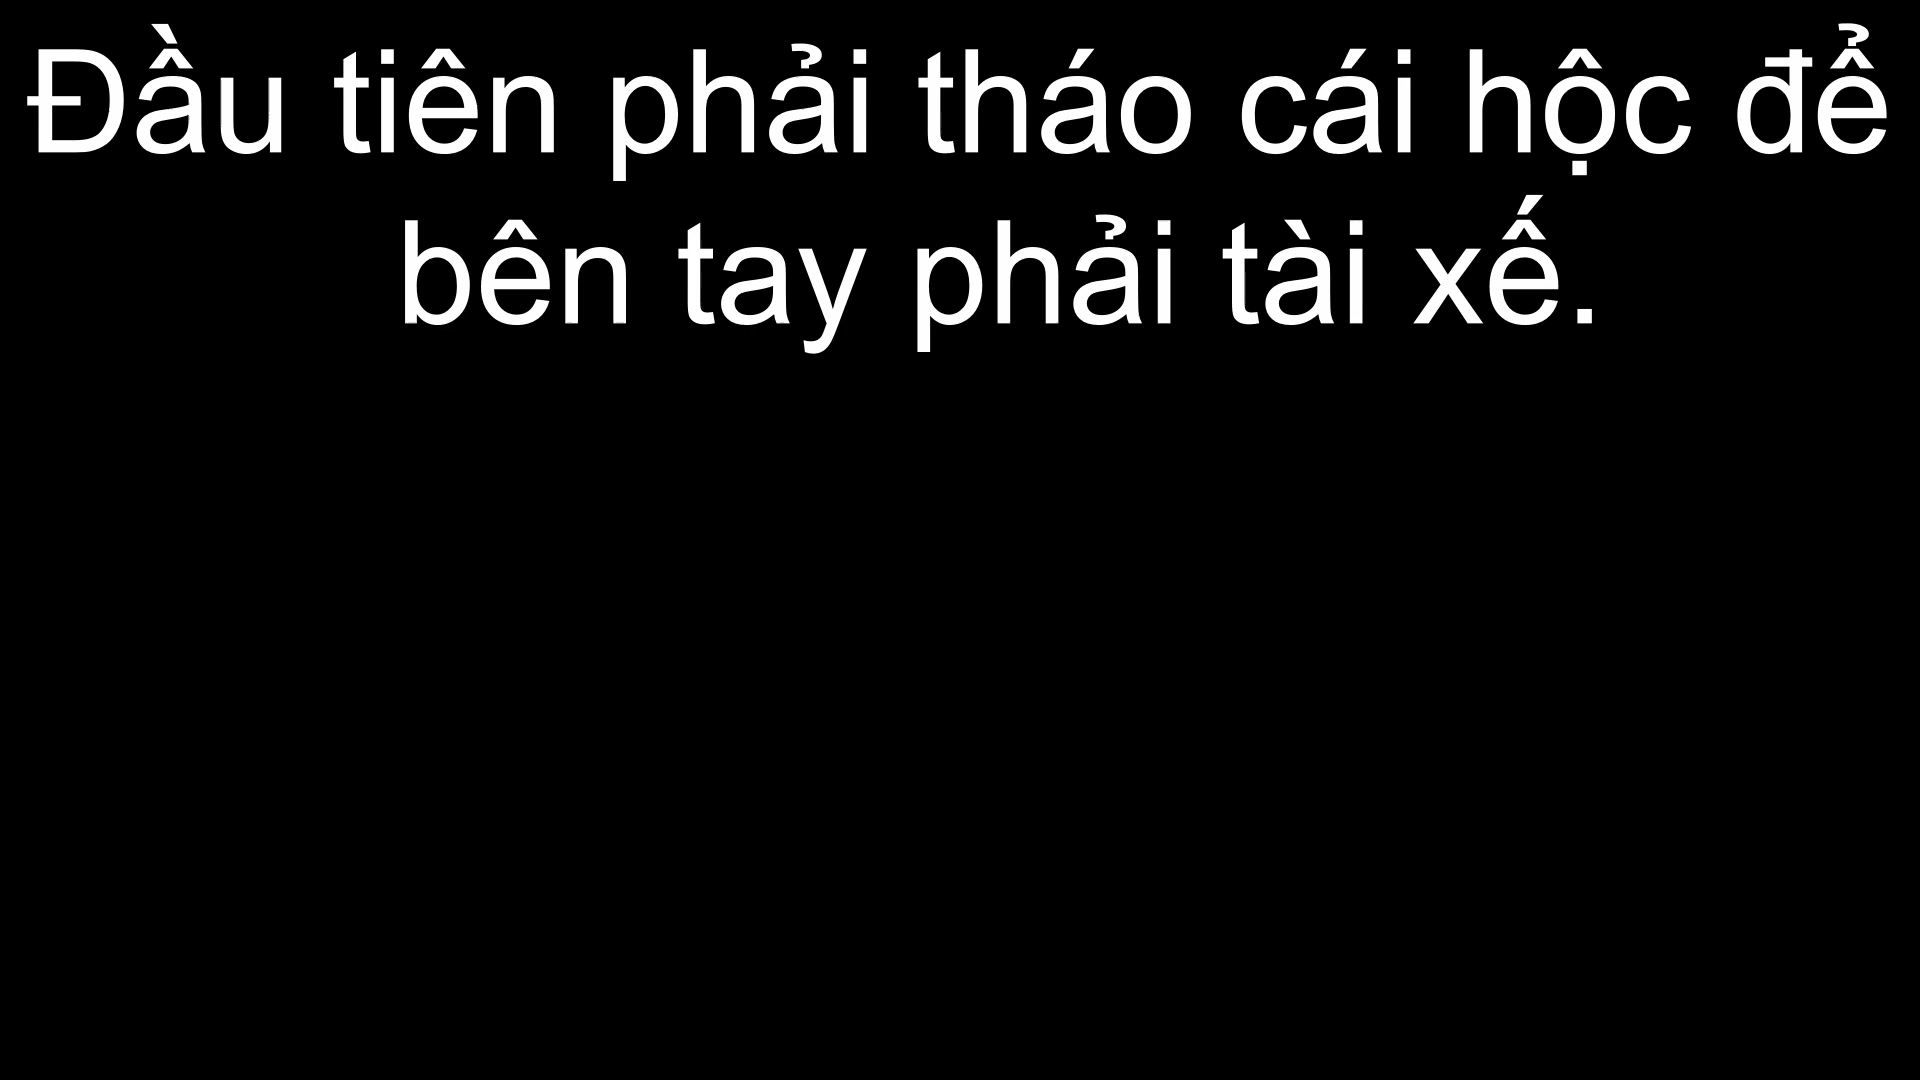 Đầu tiên phải tháo cái hộc để
bên tay phải tài xế.